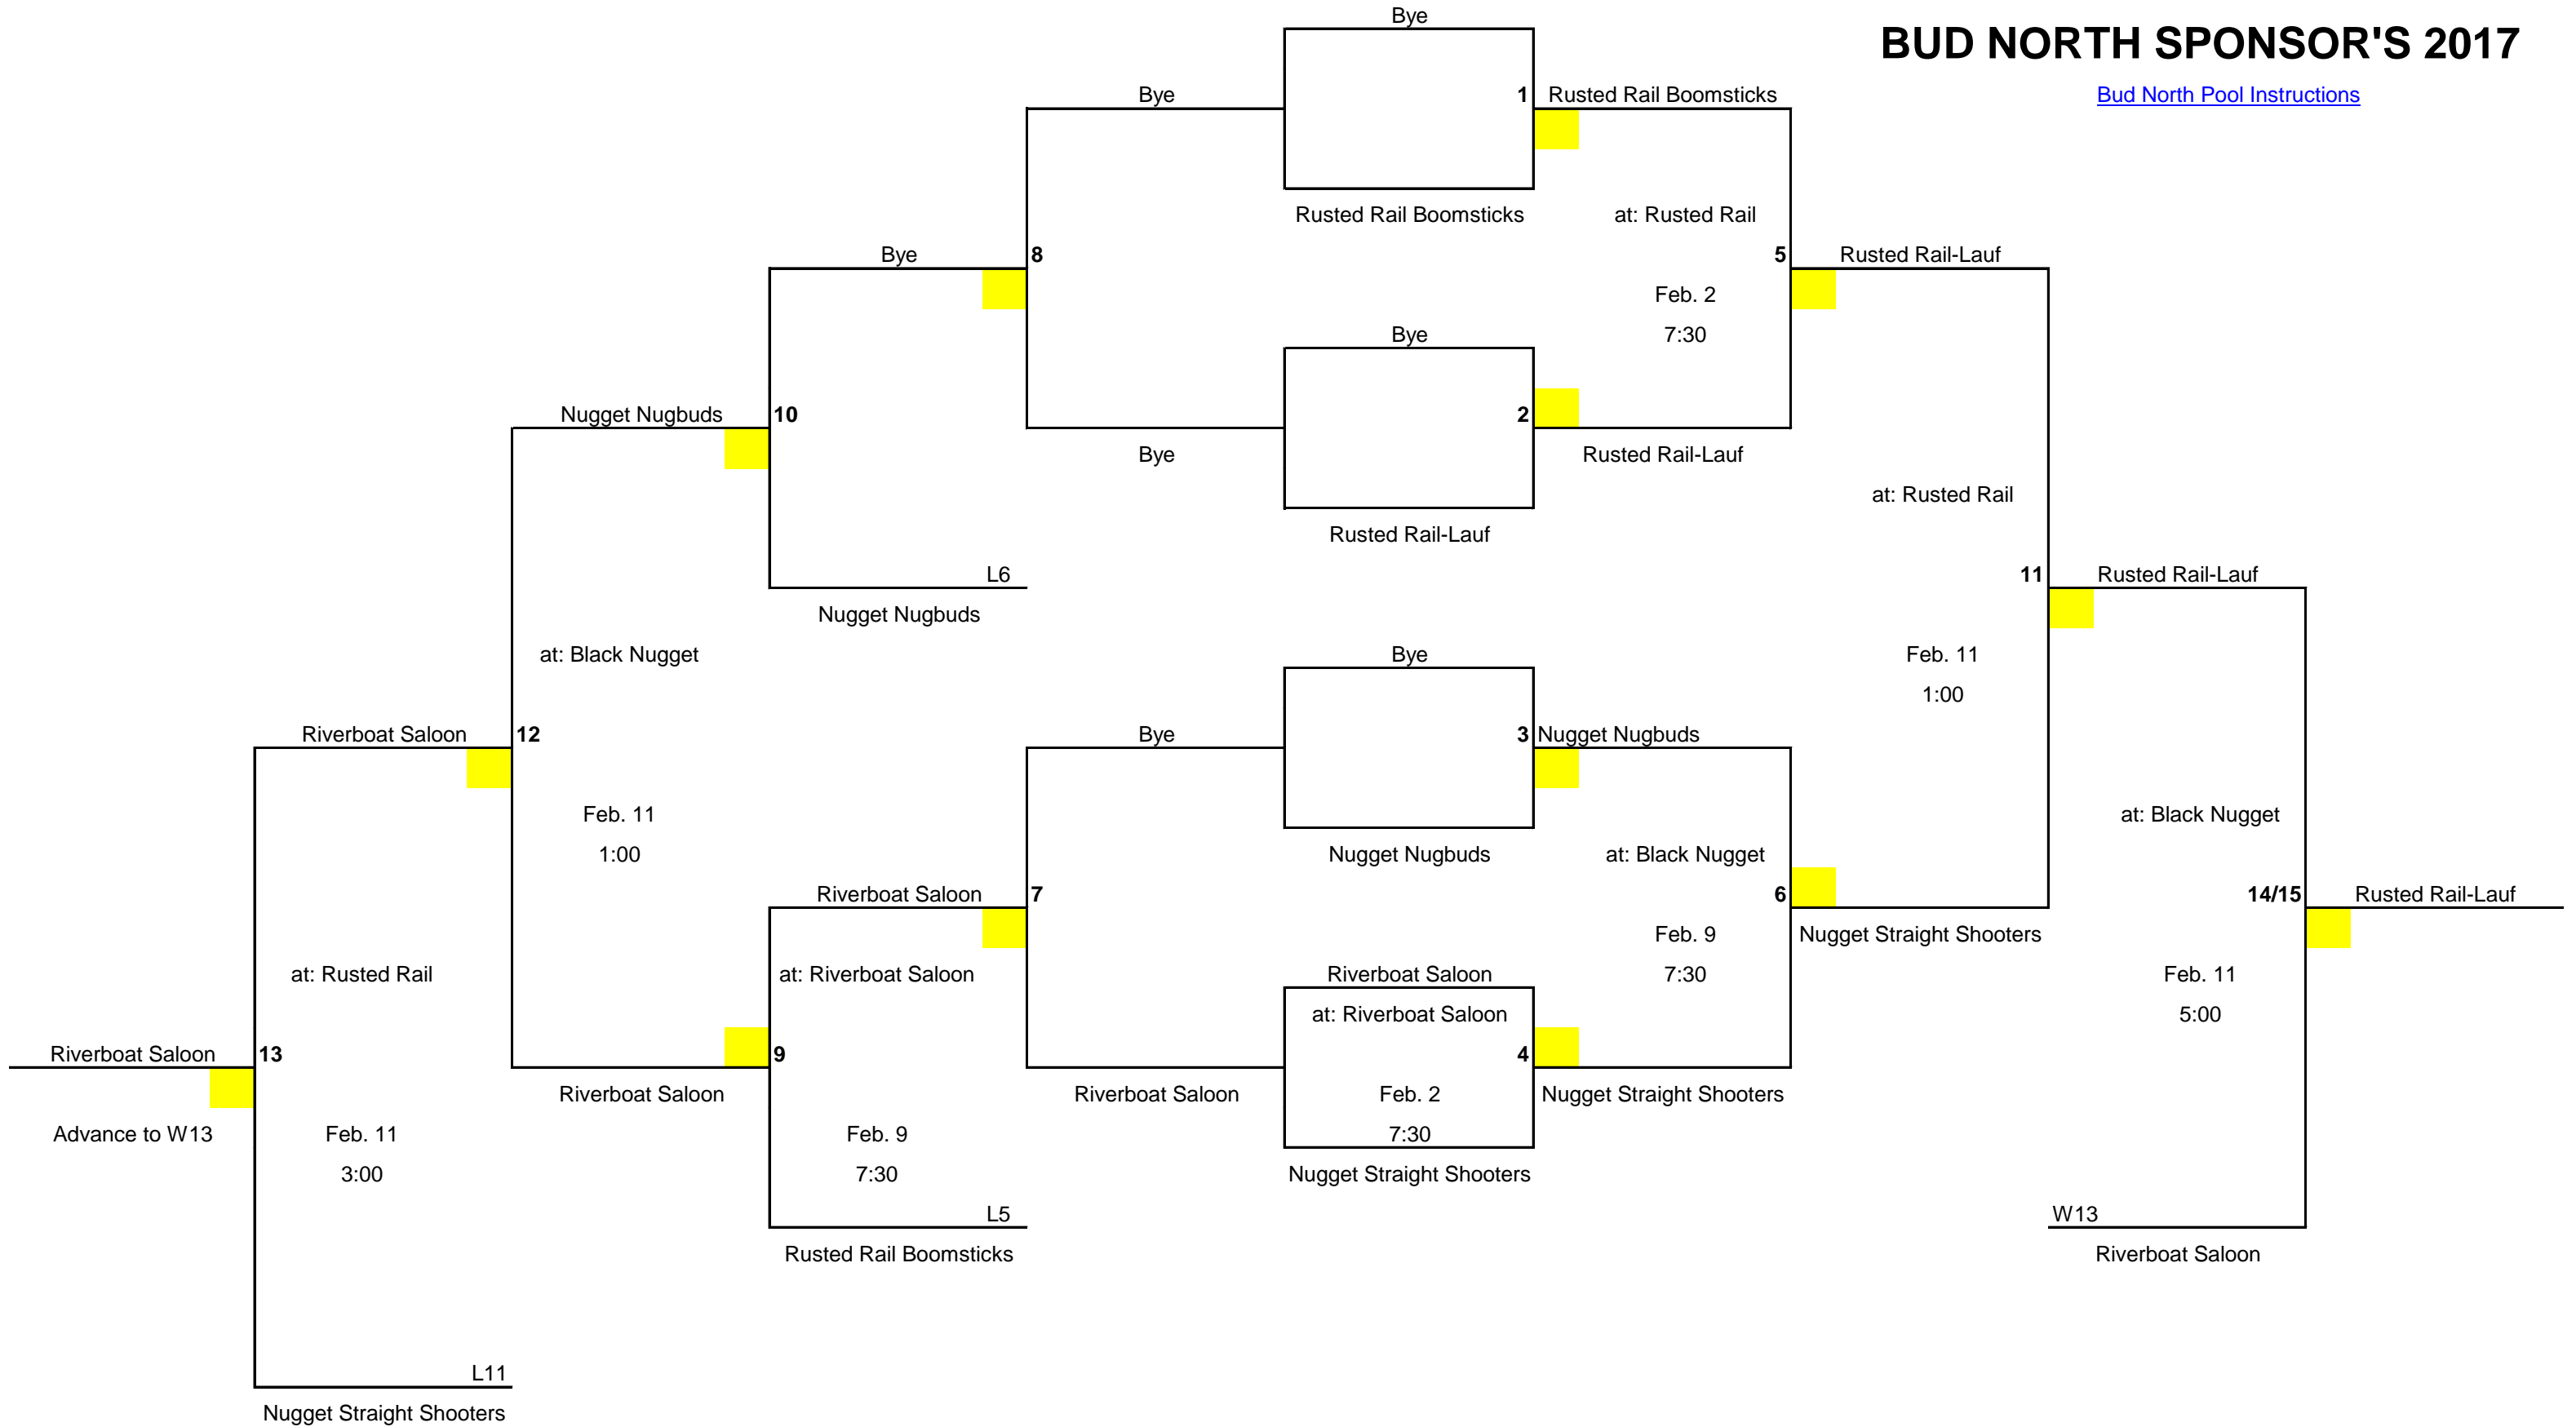 Bye
BUD NORTH SPONSOR'S 2017
Bye
1
Rusted Rail Boomsticks
Bud North Pool Instructions
Rusted Rail Boomsticks
at: Rusted Rail
Bye
8
5
Rusted Rail-Lauf
Feb. 2
Bye
7:30
Nugget Nugbuds
10
2
Bye
Rusted Rail-Lauf
at: Rusted Rail
Rusted Rail-Lauf
L6
11
Rusted Rail-Lauf
Nugget Nugbuds
at: Black Nugget
Bye
Feb. 11
1:00
Riverboat Saloon
12
Bye
3
Nugget Nugbuds
Feb. 11
at: Black Nugget
1:00
Nugget Nugbuds
at: Black Nugget
Riverboat Saloon
7
6
14/15
Rusted Rail-Lauf
Feb. 9
Nugget Straight Shooters
at: Rusted Rail
at: Riverboat Saloon
Riverboat Saloon
7:30
Feb. 11
at: Riverboat Saloon
5:00
Riverboat Saloon
13
9
4
Riverboat Saloon
Riverboat Saloon
Feb. 2
Nugget Straight Shooters
Advance to W13
Feb. 11
Feb. 9
7:30
3:00
7:30
Nugget Straight Shooters
L5
W13
Rusted Rail Boomsticks
Riverboat Saloon
L11
Nugget Straight Shooters